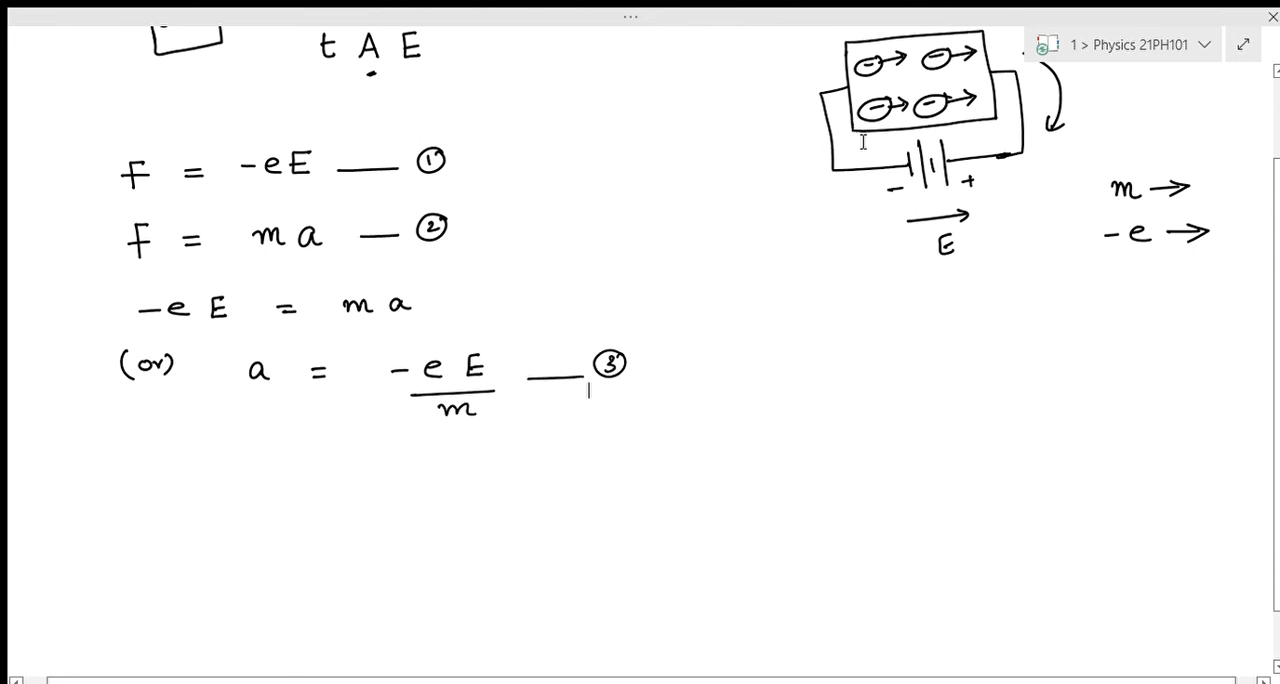 1 > Physics 21PH101
t A E
F = -eE — ①
F = ma — ②
-eE = ma
(or) a = -eE/m — ③
- +
E
m →
-e →